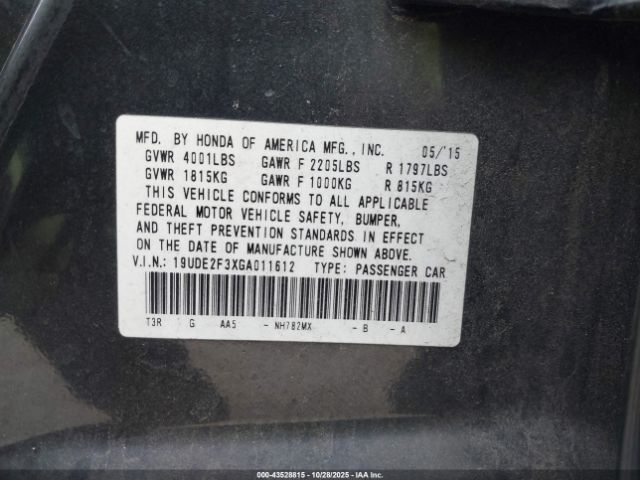 MFD. BY HONDA OF AMERICA MFG., INC. 05/'15
GVWR 4001LBS GAWR F 2205LBS R 1797LBS
GVWR 1815KG GAWR F 1000KG R 815KG
THIS VEHICLE CONFORMS TO ALL APPLICABLE
FEDERAL MOTOR VEHICLE SAFETY, BUMPER,
AND THEFT PREVENTION STANDARDS IN EFFECT
ON THE DATE OF MANUFACTURE SHOWN ABOVE.
V.I.N.: 19UDE2F3XGA011612 TYPE: PASSENGER CAR
T3R G AA5 - NH782MX - B - A
000-43528815 - 10/28/2025 - Copyright © 2025 IAA, Inc.